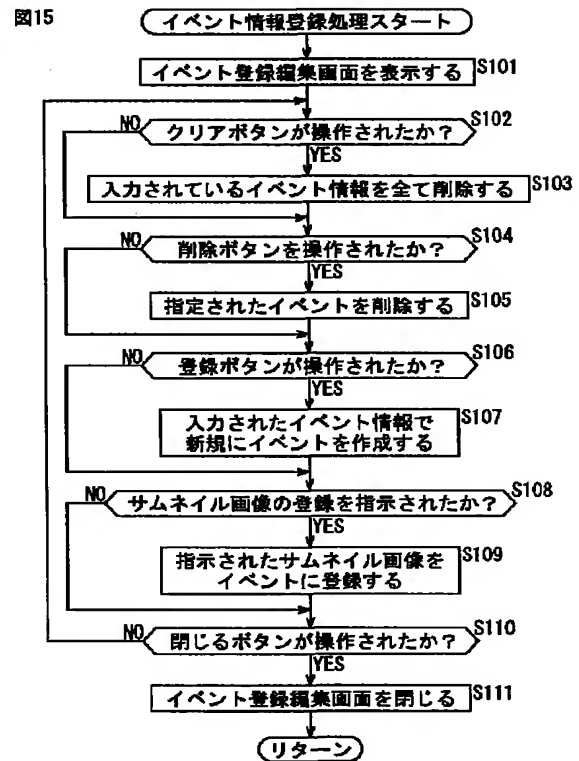 図15
イベント情報登録処理スタート
イベント登録編集画面を表示する S101
NO クリアボタンが操作されたか? S102
YES
入力されているイベント情報を全て削除する S103
NO 削除ボタンを操作されたか? S104
YES
指定されたイベントを削除する S105
NO 登録ボタンが操作されたか? S106
YES
入力されたイベント情報で S107
新規にイベントを作成する
NO サムネイル画像の登録を指示されたか? S108
YES
指示されたサムネイル画像を S109
イベントに登録する
NO 閉じるボタンが操作されたか? S110
YES
イベント登録編集画面を閉じる S111
リターン